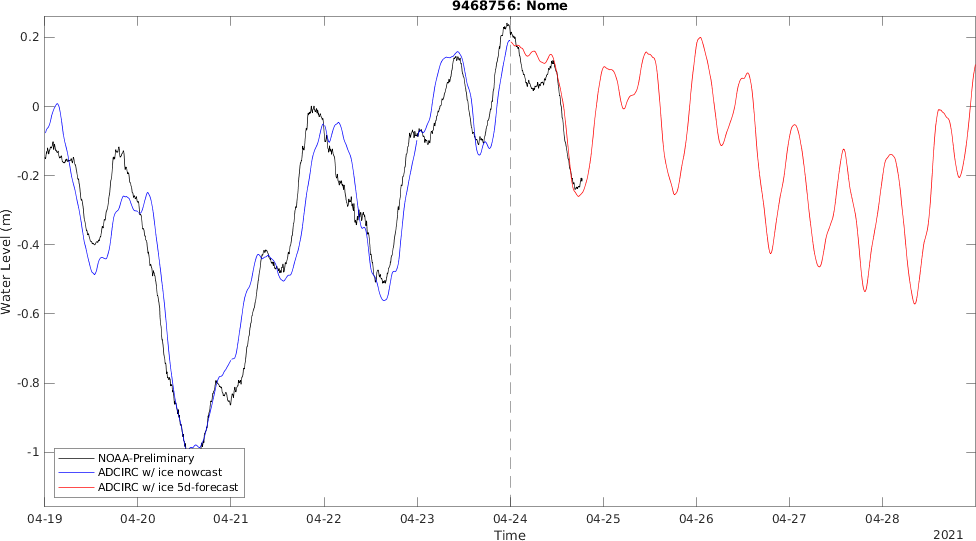 9468756: Nome
Water Level (m)
0.2
0
-0.2
-0.4
-0.6
-0.8
-1
NOAA-Preliminary
ADCIRC w/ ice nowcast
ADCIRC w/ ice 5d-forecast
04-19 04-20 04-21 04-22 04-23 04-24 04-25 04-26 04-27 04-28
Time
2021